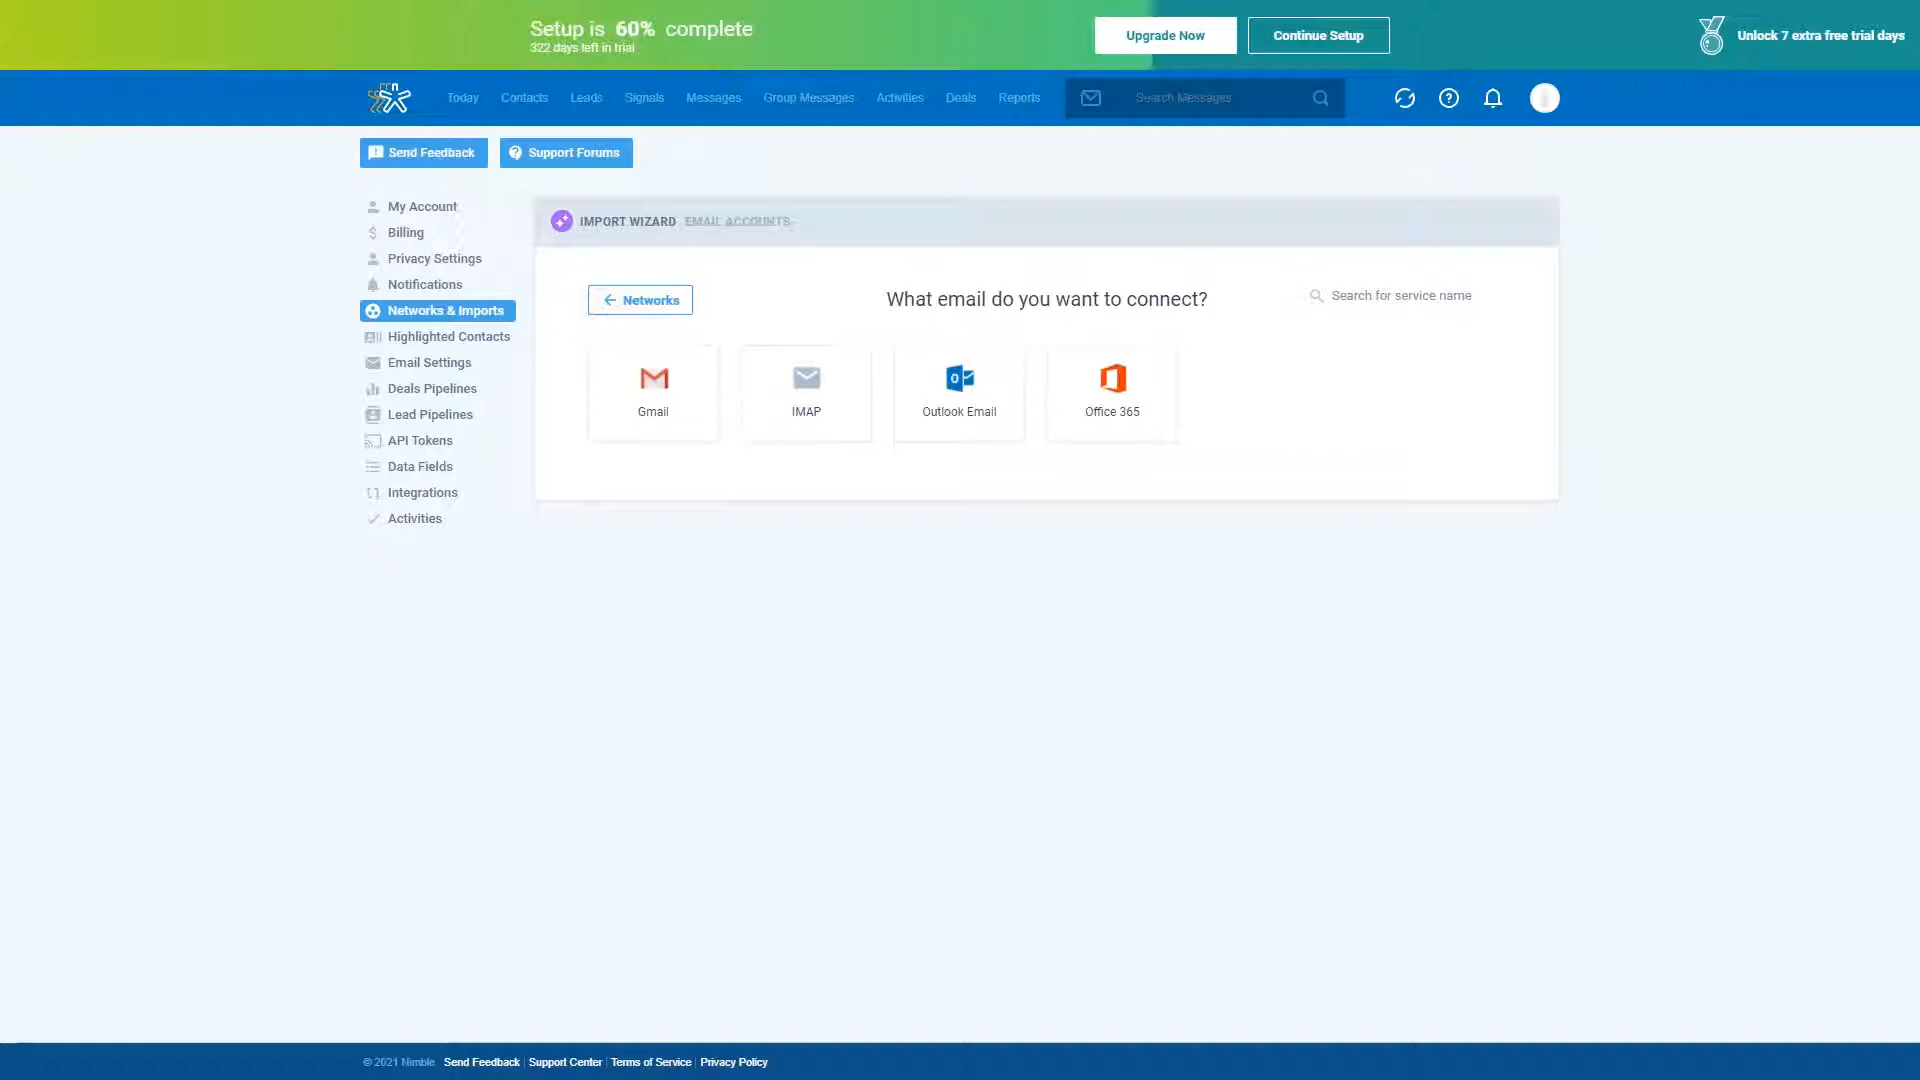 Setup is 60% complete
322 days left in trial
Upgrade Now
Continue Setup
Unlock 7 extra free trial days
Today
Contacts
Leads
Signals
Messages
Group Messages
Activities
Deals
Reports
Search Messages
Send Feedback
Support Forums
My Account
Billing
Privacy Settings
Notifications
Networks & Imports
Highlighted Contacts
Email Settings
Deals Pipelines
Lead Pipelines
API Tokens
Data Fields
Integrations
Activities
IMPORT WIZARD EMAIL ACCOUNTS
Networks
What email do you want to connect?
Search for service name
Gmail
IMAP
Outlook Email
Office 365
© 2021 Nimble Send Feedback | Support Center | Terms of Service | Privacy Policy